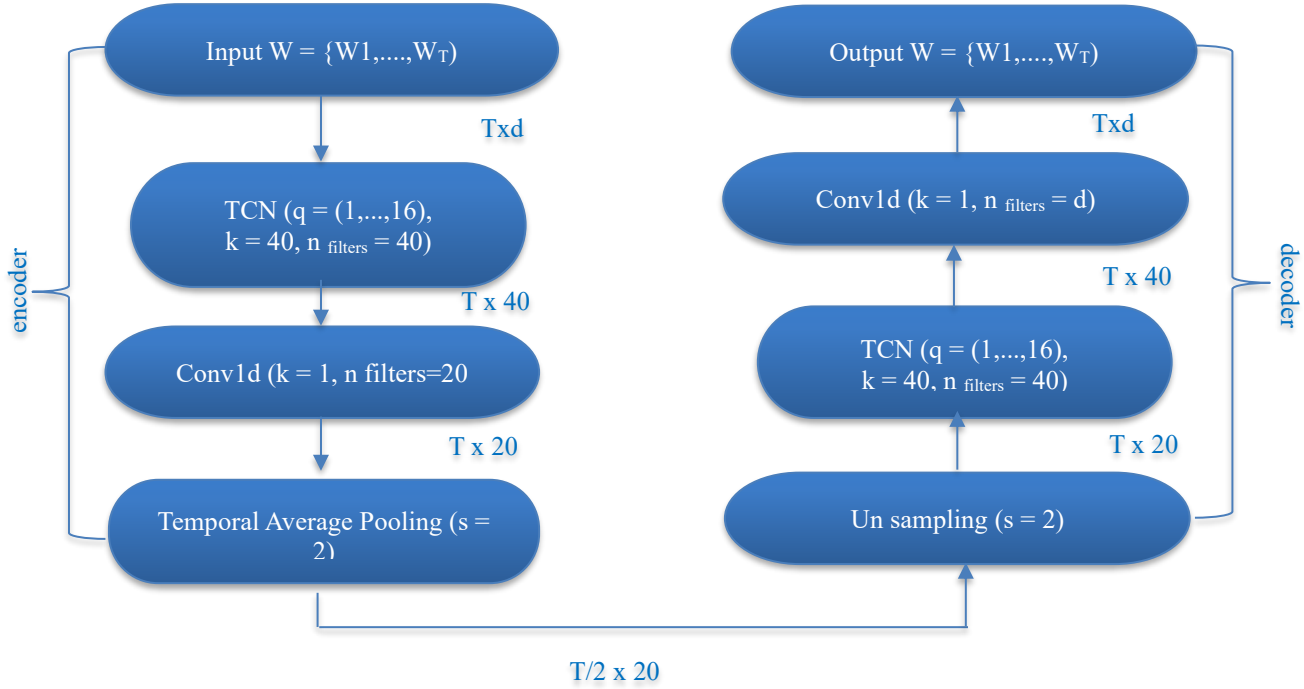 Input W = {W1,....,WT)
Txd
TCN (q = (1,...,16),
k = 40, n filters = 40)
T x 40
Conv1d (k = 1, n filters=20
T x 20
Temporal Average Pooling (s =
2)
encoder
T/2 x 20
Output W = {W1,....,WT)
Txd
Conv1d (k = 1, n filters = d)
T x 40
TCN (q = (1,...,16),
k = 40, n filters = 40)
T x 20
Un sampling (s = 2)
decoder